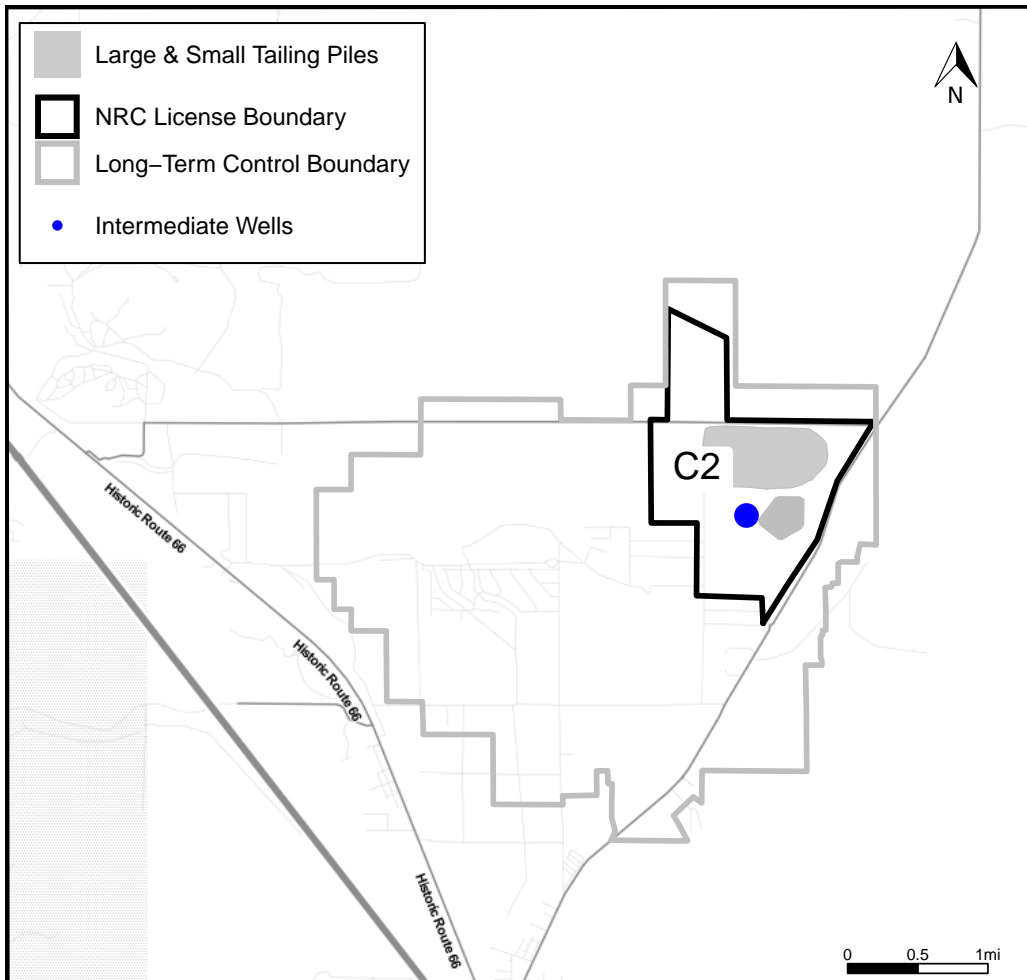 Large & Small Tailing Piles
NRC License Boundary
Long−Term Control Boundary
Intermediate Wells
N
C2
Historic Route 66
Historic Route 66
Historic Route 66
0 0.5 1mi